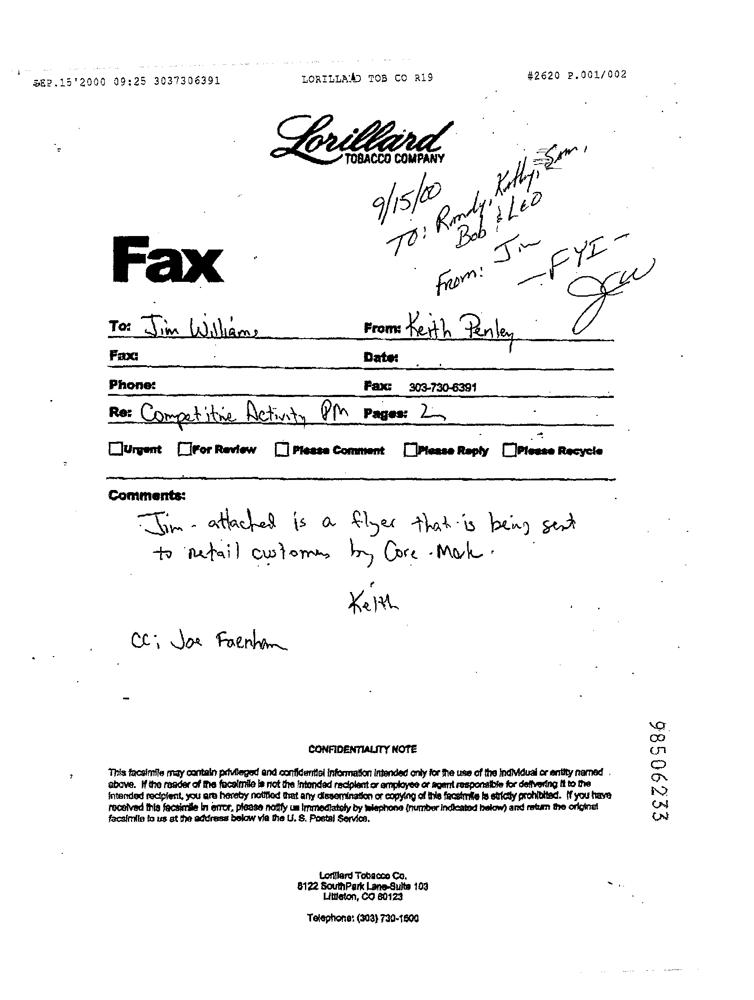 SEP.15'2000 09:25 3037306391 LORILLARD TOB CO R19 #2620 P.001/002
Lorillard
TOBACCO COMPANY
9/15/00
To: Randy, Kathy, Sam,
Bob & Leo
From: Jim
- FYI -
Fax
To: Jim Williams From: Keith Penley
Fax: Date:
Phone: Fax: 303-730-6391
Re: Competitive Activity PM Pages: 2
Urgent For Review Please Comment Please Reply Please Recycle
Comments:
Jim - attached is a flyer that is being sent
to retail customers by Core-Mark.
Keith
CC: Joe Farnham
98506233
CONFIDENTIALITY NOTE
This facsimile may contain privileged and confidential information intended only for the use of the individual or entity named
above. If the reader of the facsimile is not the intended recipient or employee or agent responsible for delivering it to the
intended recipient, you are hereby notified that any dissemination or copying of this facsimile is strictly prohibited. If you have
received this facsimile in error, please notify us immediately by telephone (number indicated below) and return the original
facsimile to us at the address below via the U. S. Postal Service.
Lorillard Tobacco Co.
8122 SouthPark Lane-Suite 103
Littleton, CO 80123
Telephone: (303) 730-1600